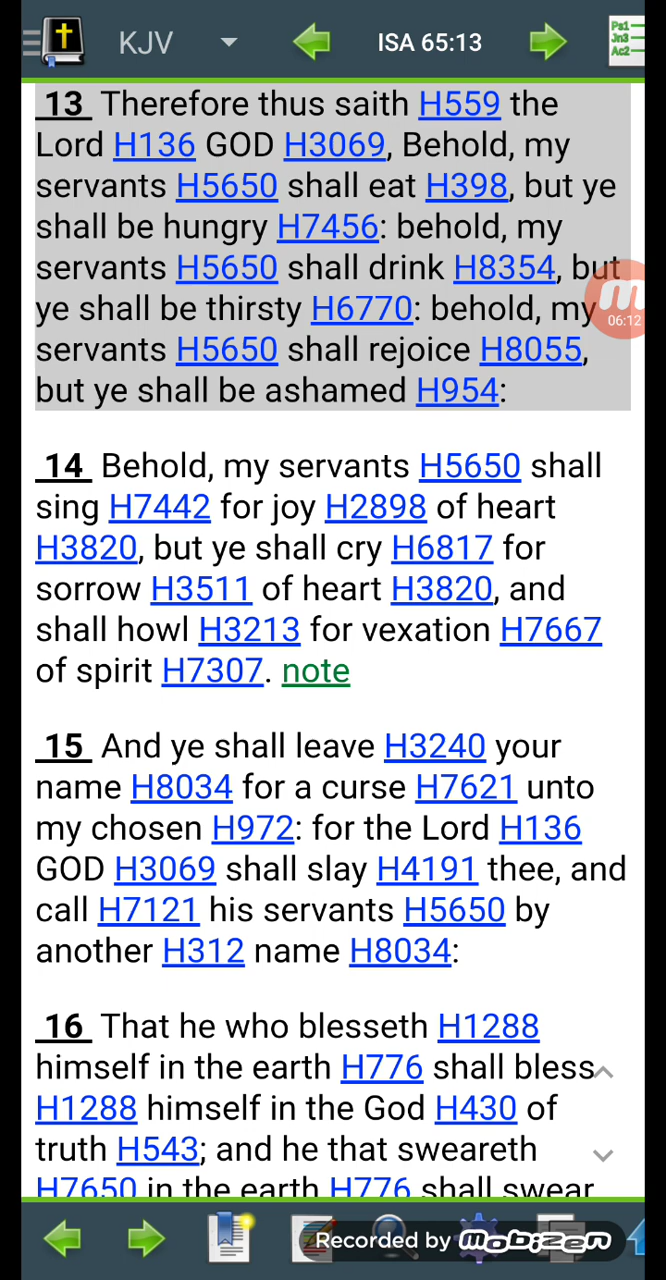 KJV
ISA 65:13
Ps1
Jn3
Ac2
13 Therefore thus saith H559 the
Lord H136 GOD H3069, Behold, my
servants H5650 shall eat H398, but ye
shall be hungry H7456: behold, my
servants H5650 shall drink H8354, but
ye shall be thirsty H6770: behold, my
servants H5650 shall rejoice H8055,
but ye shall be ashamed H954:
06:12
14 Behold, my servants H5650 shall
sing H7442 for joy H2898 of heart
H3820, but ye shall cry H6817 for
sorrow H3511 of heart H3820, and
shall howl H3213 for vexation H7667
of spirit H7307. note
15 And ye shall leave H3240 your
name H8034 for a curse H7621 unto
my chosen H972: for the Lord H136
GOD H3069 shall slay H4191 thee, and
call H7121 his servants H5650 by
another H312 name H8034:
16 That he who blesseth H1288
himself in the earth H776 shall bless
H1288 himself in the God H430 of
truth H543; and he that sweareth
H7650 in the earth H776 shall swear
Recorded by mobizen